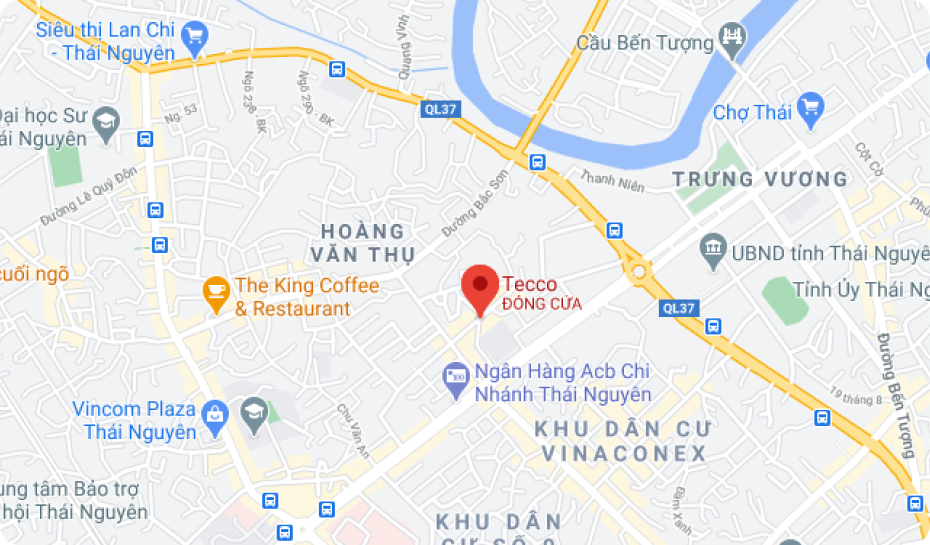 Siêu thị Lan Chi
- Thái Nguyên
Quang Vinh
Cầu Bến Tượng
Ngõ 238 - BK
Ngõ 290 - BK
QL37
Chợ Thái
Ng. 53
Đại học Sư
ái Nguyên
Cột Cờ
Đường Lê Quý Đôn
Đường Bắc Sơn
Thanh Niên
TRƯNG VƯƠNG
HOÀNG
VĂN THỤ
UBND tỉnh Thái Nguyê
cuối ngõ
The King Coffee
& Restaurant
Tecco
ĐÓNG CỬA
Tỉnh Ủy Thái Ng
QL37
Đường Bến Tượng
Ngân Hàng Acb Chi
Nhánh Thái Nguyên
19 tháng 8
Vincom Plaza
Thái Nguyên
Chu Văn An
KHU DÂN CƯ
VINACONEX
ung tâm Bảo trợ
hội Thái Nguyên
Đầm Xanh
KHU DÂN
CƯ SỐ 9